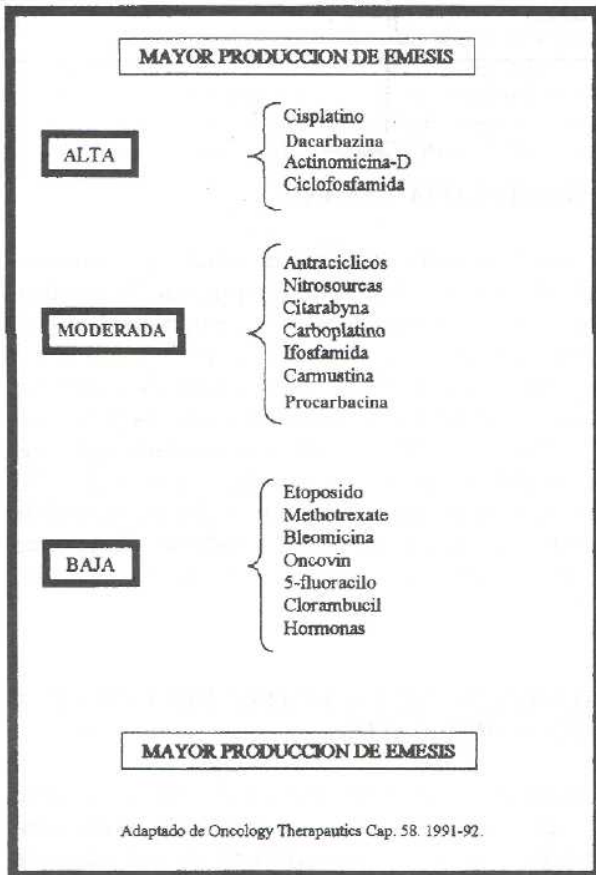 MAYOR PRODUCCION DE EMESIS
ALTA
Cisplatino
Dacarbazina
Actinomicina-D
Ciclofosfamida
MODERADA
Antraciclicos
Nitrosoureas
Citarabyna
Carboplatino
Ifosfamida
Carmustina
Procarbacina
BAJA
Etoposido
Methotrexate
Bleomicina
Oncovin
5-fluoracilo
Clorambucil
Hormonas
MAYOR PRODUCCION DE EMESIS
Adaptado de Oncology Therapautics Cap. 58. 1991-92.